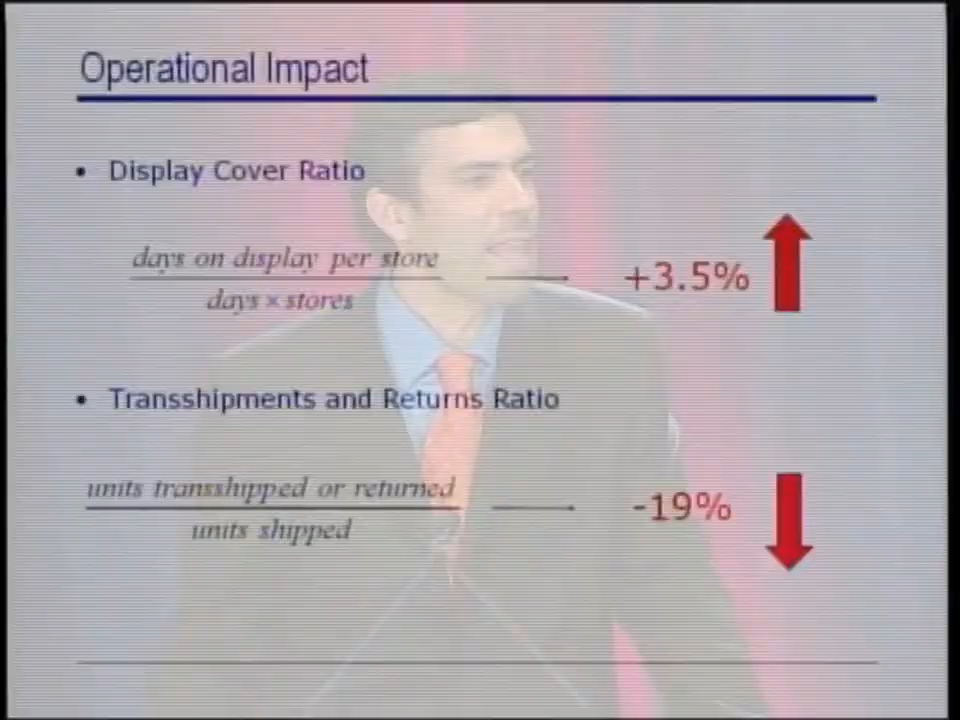 Operational Impact
• Display Cover Ratio
days on display per store
days × stores
+3.5%
• Transshipments and Returns Ratio
units transshipped or returned
units shipped
-19%